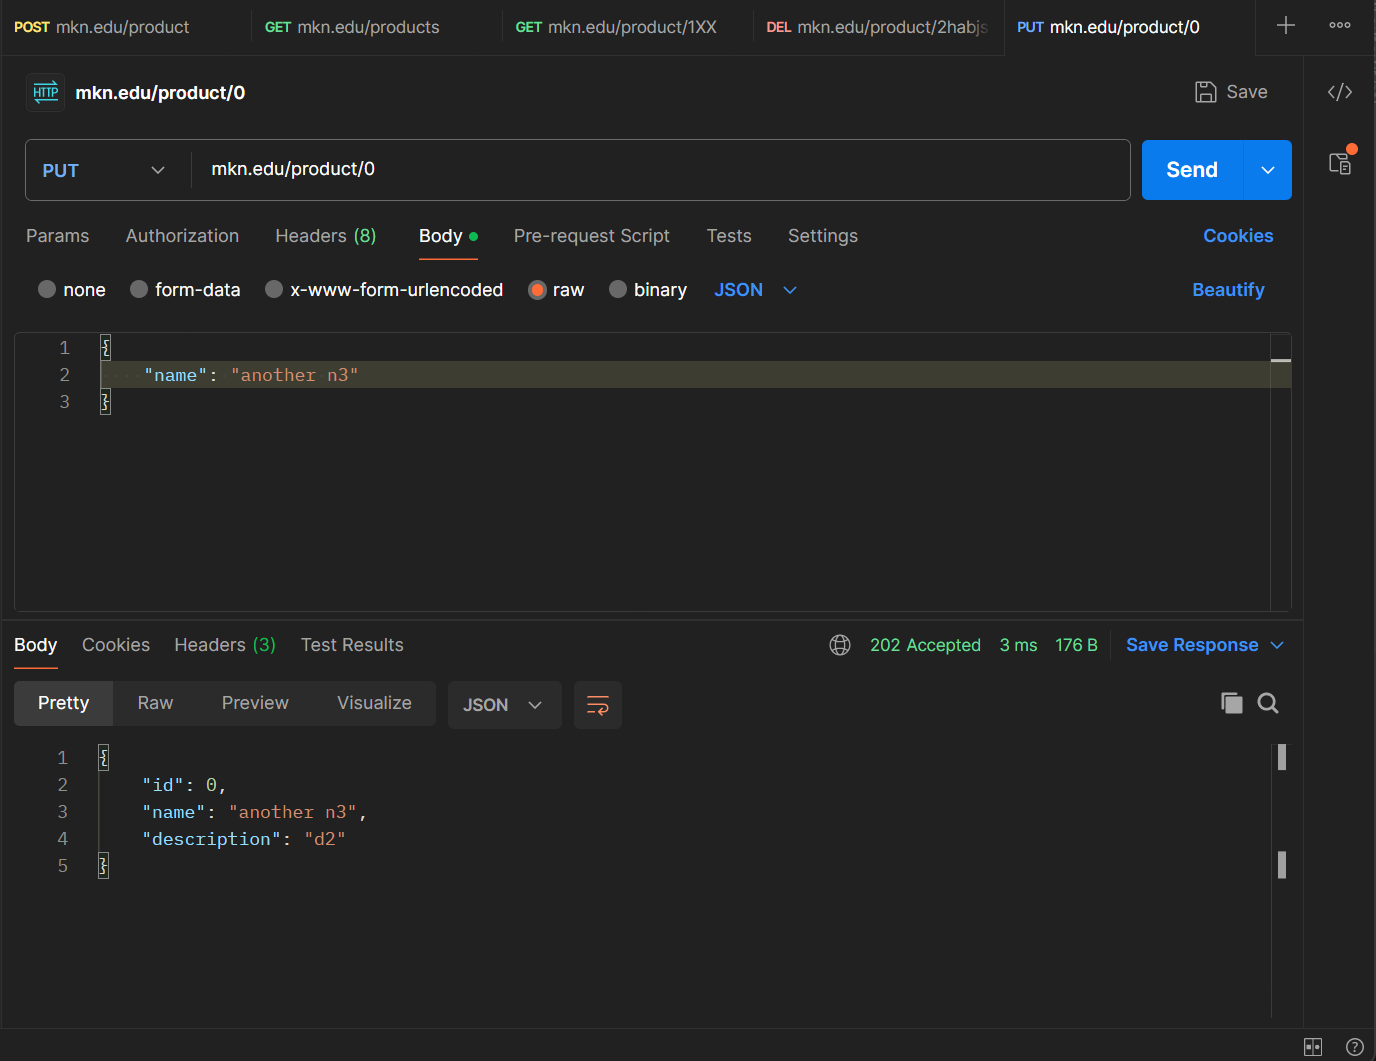 POST mkn.edu/product GET mkn.edu/products GET mkn.edu/product/1XX DEL mkn.edu/product/2habjs PUT mkn.edu/product/0
HTTP mkn.edu/product/0 Save
PUT mkn.edu/product/0 Send
Params Authorization Headers (8) Body Pre-request Script Tests Settings Cookies
none form-data x-www-form-urlencoded raw binary JSON Beautify
1 {
2 "name": "another n3"
3 }
Body Cookies Headers (3) Test Results 202 Accepted 3 ms 176 B Save Response
Pretty Raw Preview Visualize JSON
1 {
2 "id": 0,
3 "name": "another n3",
4 "description": "d2"
5 }